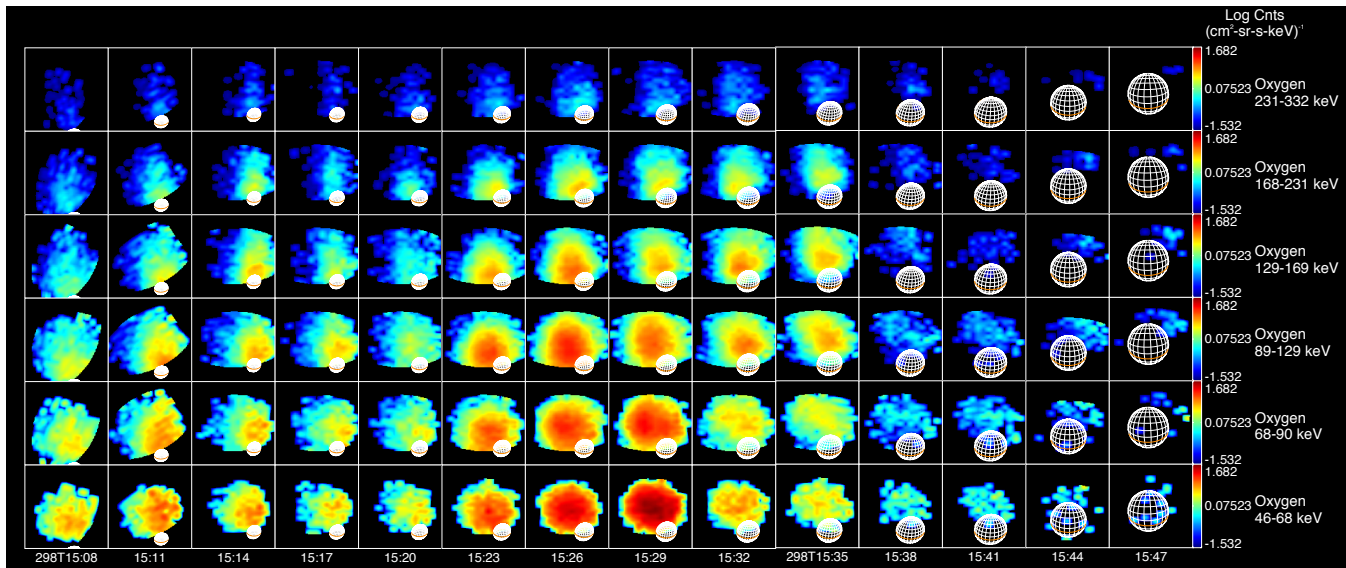 Log Cnts
(cm²-sr-s-keV)⁻¹
1.682
0.07523
-1.532
Oxygen
231-332 keV
1.682
0.07523
-1.532
Oxygen
168-231 keV
1.682
0.07523
-1.532
Oxygen
129-169 keV
1.682
0.07523
-1.532
Oxygen
89-129 keV
1.682
0.07523
-1.532
Oxygen
68-90 keV
1.682
0.07523
-1.532
Oxygen
46-68 keV
298T15:08 15:11 15:14 15:17 15:20 15:23 15:26 15:29 15:32 298T15:35 15:38 15:41 15:44 15:47